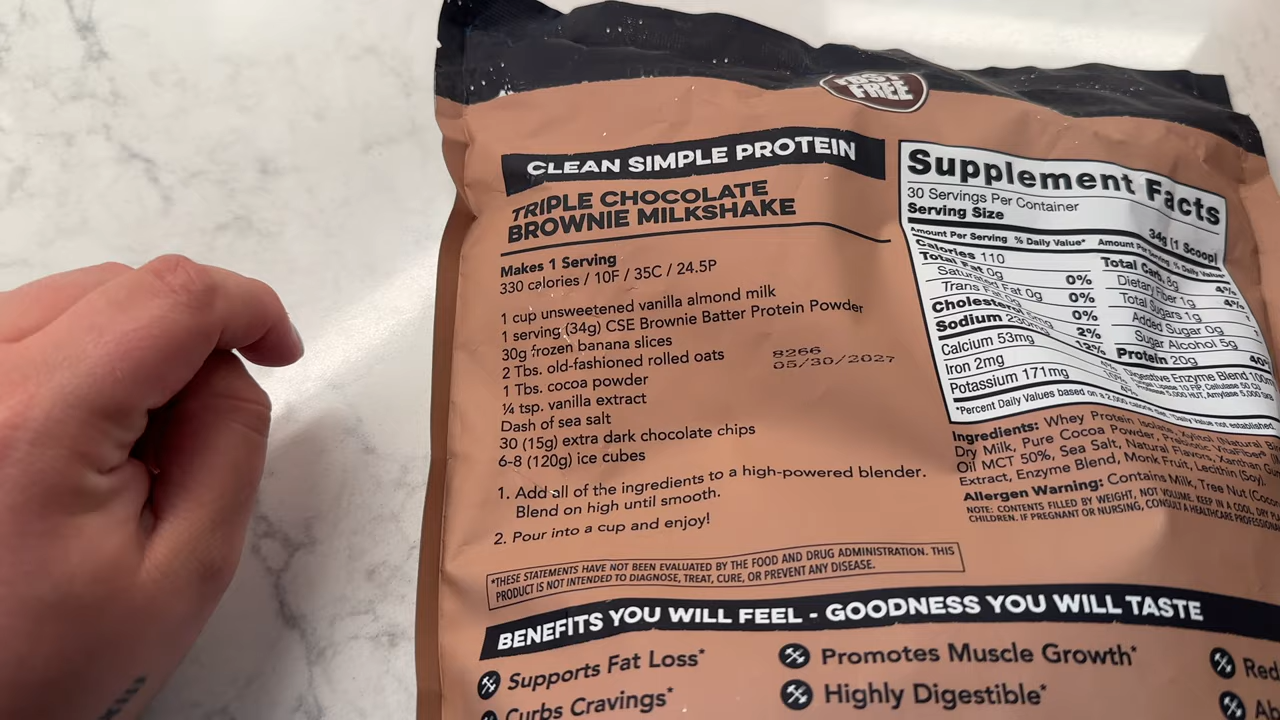 FREE
CLEAN SIMPLE PROTEIN
TRIPLE CHOCOLATE
BROWNIE MILKSHAKE
Makes 1 Serving
330 calories / 10F / 35C / 24.5P
1 cup unsweetened vanilla almond milk
1 serving (34g) CSE Brownie Batter Protein Powder
30g frozen banana slices
2 Tbs. old-fashioned rolled oats
1 Tbs. cocoa powder
¼ tsp. vanilla extract
Dash of sea salt
30 (15g) extra dark chocolate chips
6-8 (120g) ice cubes
8266
05/30/2027
1. Add all of the ingredients to a high-powered blender.
Blend on high until smooth.
2. Pour into a cup and enjoy!
*THESE STATEMENTS HAVE NOT BEEN EVALUATED BY THE FOOD AND DRUG ADMINISTRATION. THIS
PRODUCT IS NOT INTENDED TO DIAGNOSE, TREAT, CURE, OR PREVENT ANY DISEASE.
Supplement Facts
30 Servings Per Container
Serving Size 34g (1 Scoop)
Amount Per Serving % Daily Value*
Calories 110
Total Fat 0g 0%
Saturated Fat 0g 0%
Trans Fat 0g 0%
Cholesterol 5mg 2%
Sodium 12%
Calcium 53mg
Iron 2mg
Potassium 171mg
Amount Per Serving % Daily Value*
Total Carb. 8g 4%
Dietary Fiber 1g 4%
Total Sugars 1g
Added Sugar 0g
Sugar Alcohol 5g
Protein 20g 40%
Digestive Enzyme Blend
*Percent Daily Values based on a 2,000 calorie diet. *Daily Value not established.
Ingredients: Whey Protein Isolate, Xylitol (Natural
Dry Milk, Pure Cocoa Powder, Prebiotic VitaFiber®
Oil MCT 50%, Sea Salt, Natural Flavors, Xanthan
Extract, Enzyme Blend, Monk Fruit, Lecithin (Soy).
Allergen Warning: Contains Milk, Tree Nut
NOTE: CONTENTS FILLED BY WEIGHT, NOT VOLUME. KEEP IN A COOL, DRY
CHILDREN. IF PREGNANT OR NURSING, CONSULT A HEALTHCARE
BENEFITS YOU WILL FEEL - GOODNESS YOU WILL TASTE
Supports Fat Loss*
Promotes Muscle Growth*
Red
Curbs Cravings*
Highly Digestible*
Ab